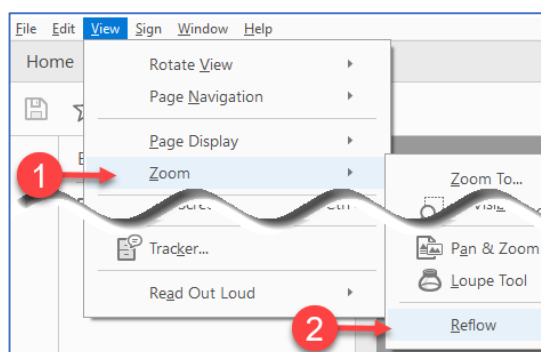 File Edit View Sign Window Help
Home
Rotate View
Page Navigation
Page Display
1
Zoom
Zoom To...
Tracker...
Pan & Zoom
Loupe Tool
Read Out Loud
2
Reflow